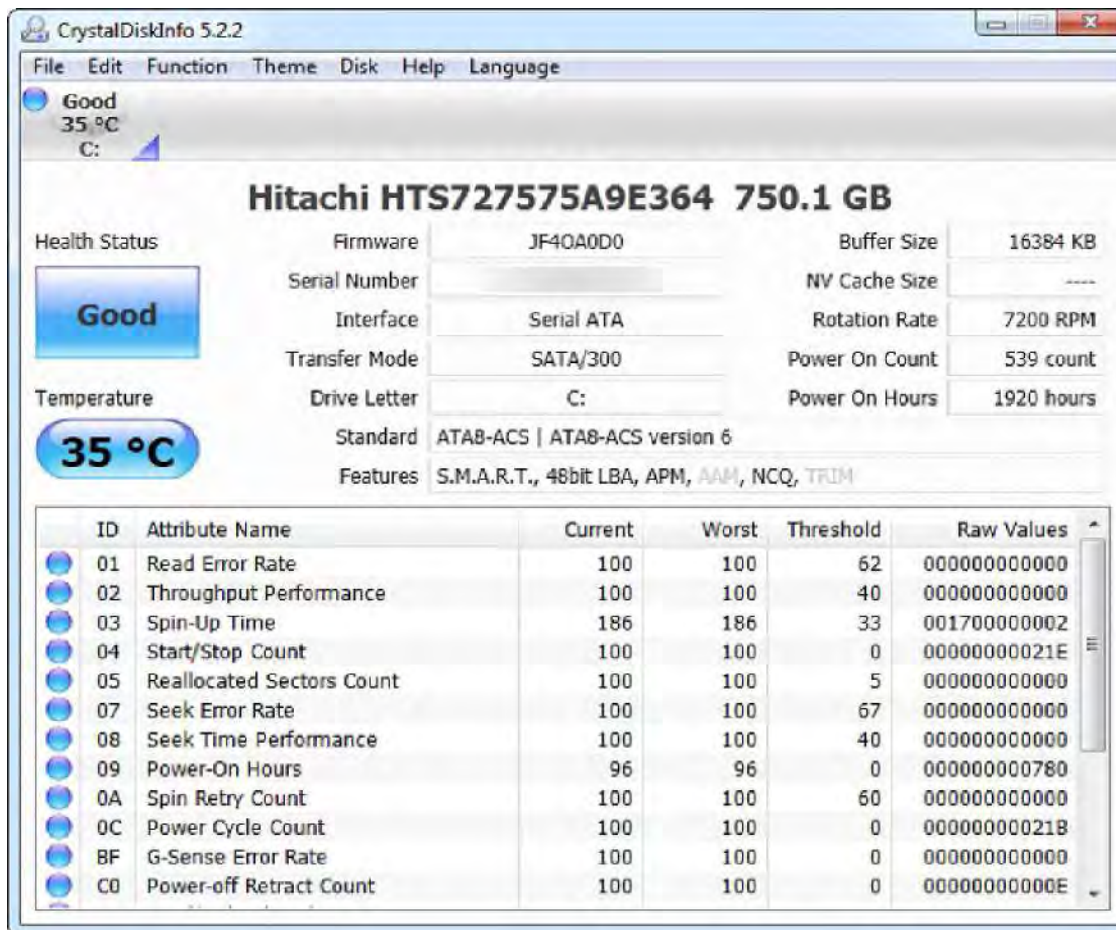 CrystalDiskInfo 5.2.2
File Edit Function Theme Disk Help Language
Good
35 °C
C:
Hitachi HTS727575A9E364 750.1 GB
Health Status
Good
Temperature
35 °C
Firmware JF4OA0D0 Buffer Size 16384 KB
Serial Number NV Cache Size ----
Interface Serial ATA Rotation Rate 7200 RPM
Transfer Mode SATA/300 Power On Count 539 count
Drive Letter C: Power On Hours 1920 hours
Standard ATA8-ACS | ATA8-ACS version 6
Features S.M.A.R.T., 48bit LBA, APM, AAM, NCQ, TRIM
ID Attribute Name Current Worst Threshold Raw Values
01 Read Error Rate 100 100 62 000000000000
02 Throughput Performance 100 100 40 000000000000
03 Spin-Up Time 186 186 33 001700000002
04 Start/Stop Count 100 100 0 00000000021E
05 Reallocated Sectors Count 100 100 5 000000000000
07 Seek Error Rate 100 100 67 000000000000
08 Seek Time Performance 100 100 40 000000000000
09 Power-On Hours 96 96 0 000000000780
0A Spin Retry Count 100 100 60 000000000000
0C Power Cycle Count 100 100 0 00000000021B
BF G-Sense Error Rate 100 100 0 000000000000
C0 Power-off Retract Count 100 100 0 00000000000E